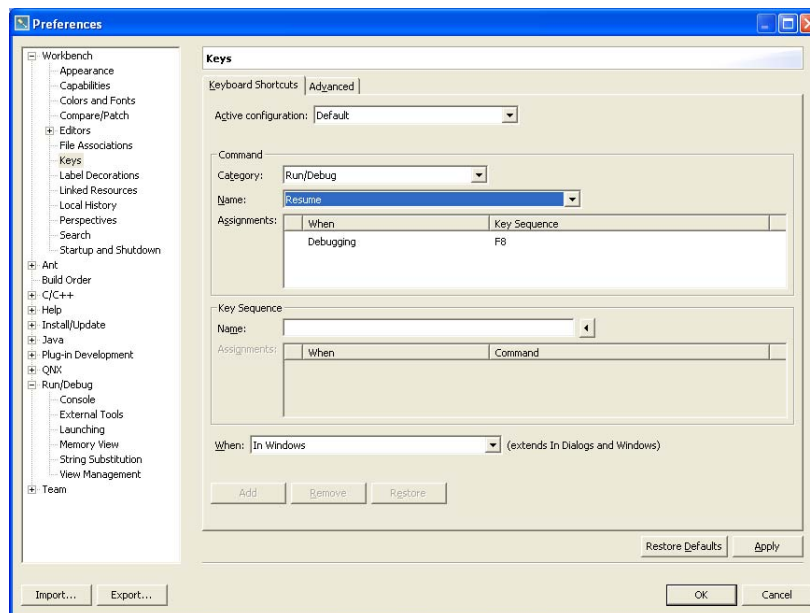 Preferences
Workbench
Appearance
Capabilities
Colors and Fonts
Compare/Patch
Editors
File Associations
Keys
Label Decorations
Linked Resources
Local History
Perspectives
Search
Startup and Shutdown
Ant
Build Order
C/C++
Help
Install/Update
Java
Plug-in Development
QNX
Run/Debug
Console
External Tools
Launching
Memory View
String Substitution
View Management
Team
Keys
Keyboard Shortcuts Advanced
Active configuration: Default
Command
Category: Run/Debug
Name: Resume
Assignments: When Key Sequence
Debugging F8
Key Sequence
Name:
Assignments: When Command
When: In Windows (extends In Dialogs and Windows)
Add Remove Restore
Restore Defaults Apply
Import... Export... OK Cancel